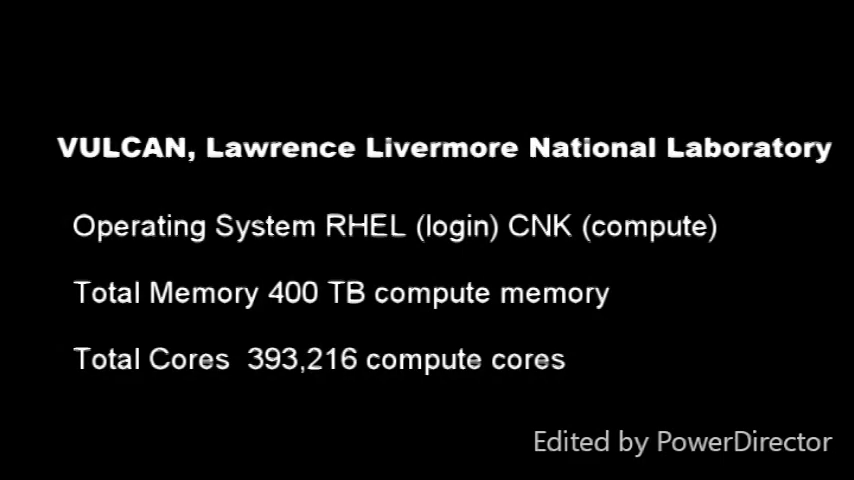 VULCAN, Lawrence Livermore National Laboratory
Operating System RHEL (login) CNK (compute)
Total Memory 400 TB compute memory
Total Cores 393,216 compute cores
Edited by PowerDirector